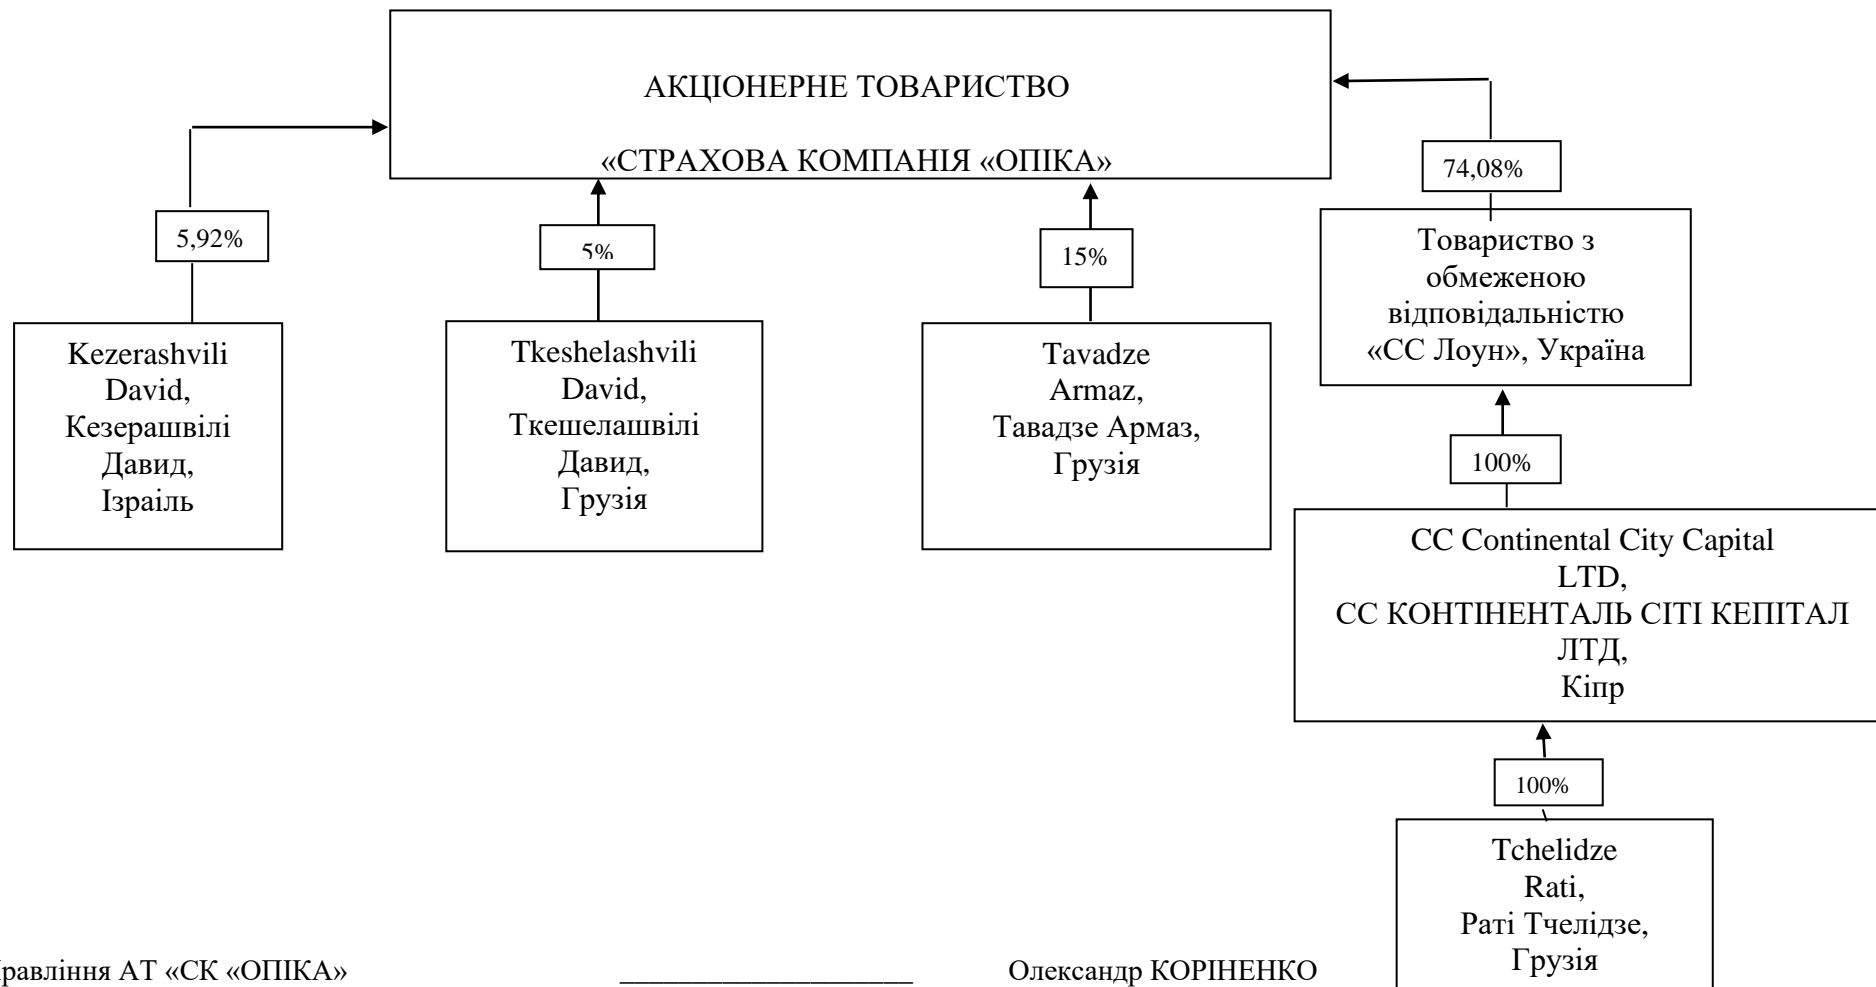 АКЦІОНЕРНЕ ТОВАРИСТВО
«СТРАХОВА КОМПАНІЯ «ОПІКА»
5,92%
5%
15%
74,08%
Kezerashvili
David,
Кезерашвілі
Давид,
Ізраіль
Tkeshelashvili
David,
Ткешелашвілі
Давид,
Грузія
Tavadze
Armaz,
Тавадзе Армаз,
Грузія
Товариство з
обмеженою
відповідальністю
«СС Лоун», Україна
100%
CC Continental City Capital
LTD,
СС КОНТІНЕНТАЛЬ СІТІ КЕПІТАЛ
ЛТД,
Кіпр
100%
Tchelidze
Rati,
Раті Тчелідзе,
Грузія
равління АТ «СК «ОПІКА» ____________________ Олександр КОРІНЕНКО